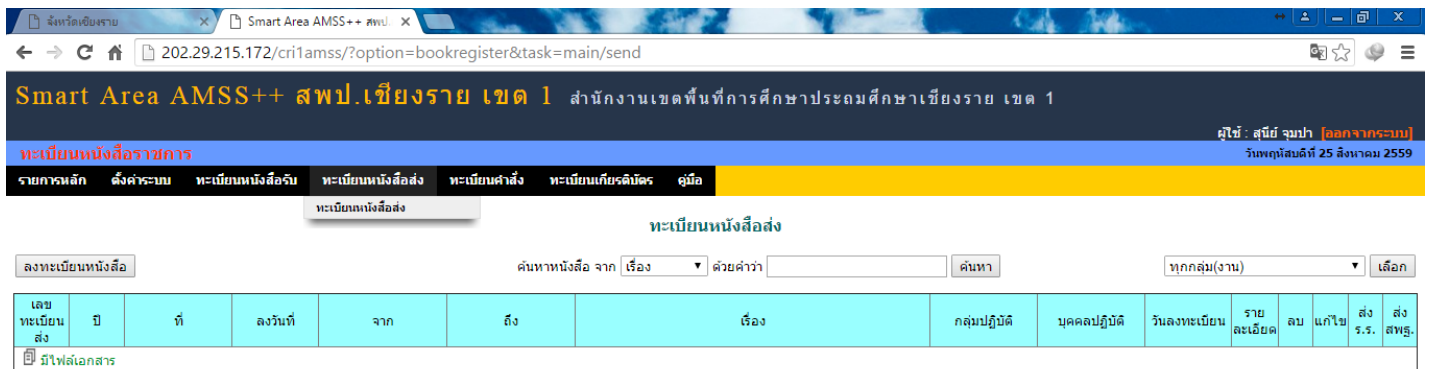 จังหวัดเชียงราย
Smart Area AMSS++ สพป.
202.29.215.172/cri1amss/?option=bookregister&task=main/send
Smart Area AMSS++ สพป.เชียงราย เขต 1 สำนักงานเขตพื้นที่การศึกษาประถมศึกษาเชียงราย เขต 1
ผู้ใช้ : สุนีย์ จุมปา [ออกจากระบบ]
ทะเบียนหนังสือราชการ วันพฤหัสบดีที่ 25 สิงหาคม 2559
รายการหลัก ตั้งค่าระบบ ทะเบียนหนังสือรับ ทะเบียนหนังสือส่ง ทะเบียนคำสั่ง ทะเบียนเกียรติบัตร คู่มือ
ทะเบียนหนังสือส่ง
ทะเบียนหนังสือส่ง
ลงทะเบียนหนังสือ ค้นหาหนังสือ จาก เรื่อง ด้วยคำว่า ค้นหา ทุกกลุ่ม(งาน) เลือก
เลขทะเบียนส่ง ปี ที่ ลงวันที่ จาก ถึง เรื่อง กลุ่มปฏิบัติ บุคคลปฏิบัติ วันลงทะเบียน รายละเอียด ลบ แก้ไข ส่ง ร.ร. ส่ง สพฐ.
มีไฟล์เอกสาร